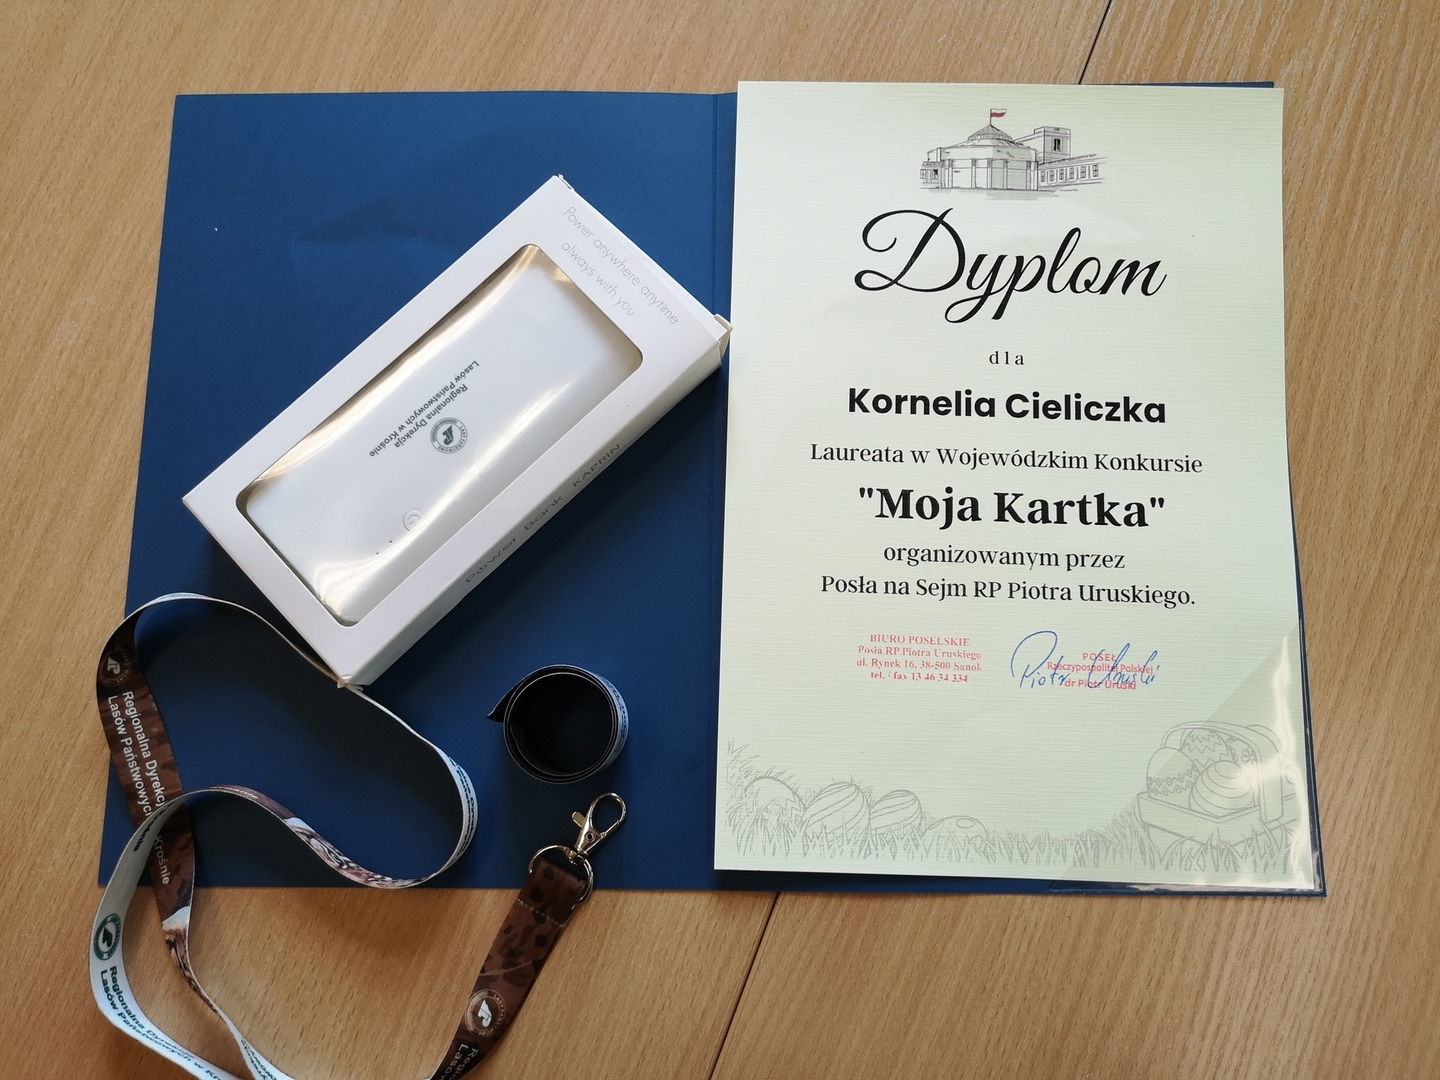 Power anywhere anytime
always with you
Regionalna Dyrekcja
Lasów Państwowych w Krośnie
Power Bank KAPRIN
Dyplom
dla
Kornelia Cieliczka
Laureata w Wojewódzkim Konkursie
"Moja Kartka"
organizowanym przez
Posła na Sejm RP Piotra Uruskiego.
BIURO POSELSKIE
Posła RP Piotra Uruskiego
ul. Rynek 16, 38-500 Sanok
tel. / fax 13 46 34 334
POSEŁ
Rzeczypospolitej Polskiej
dr Piotr Uruski
Regionalna Dyrekcja
Lasów Państwowych
Krośnie
Regionalna Dyrekcja
Lasów Państwowych w